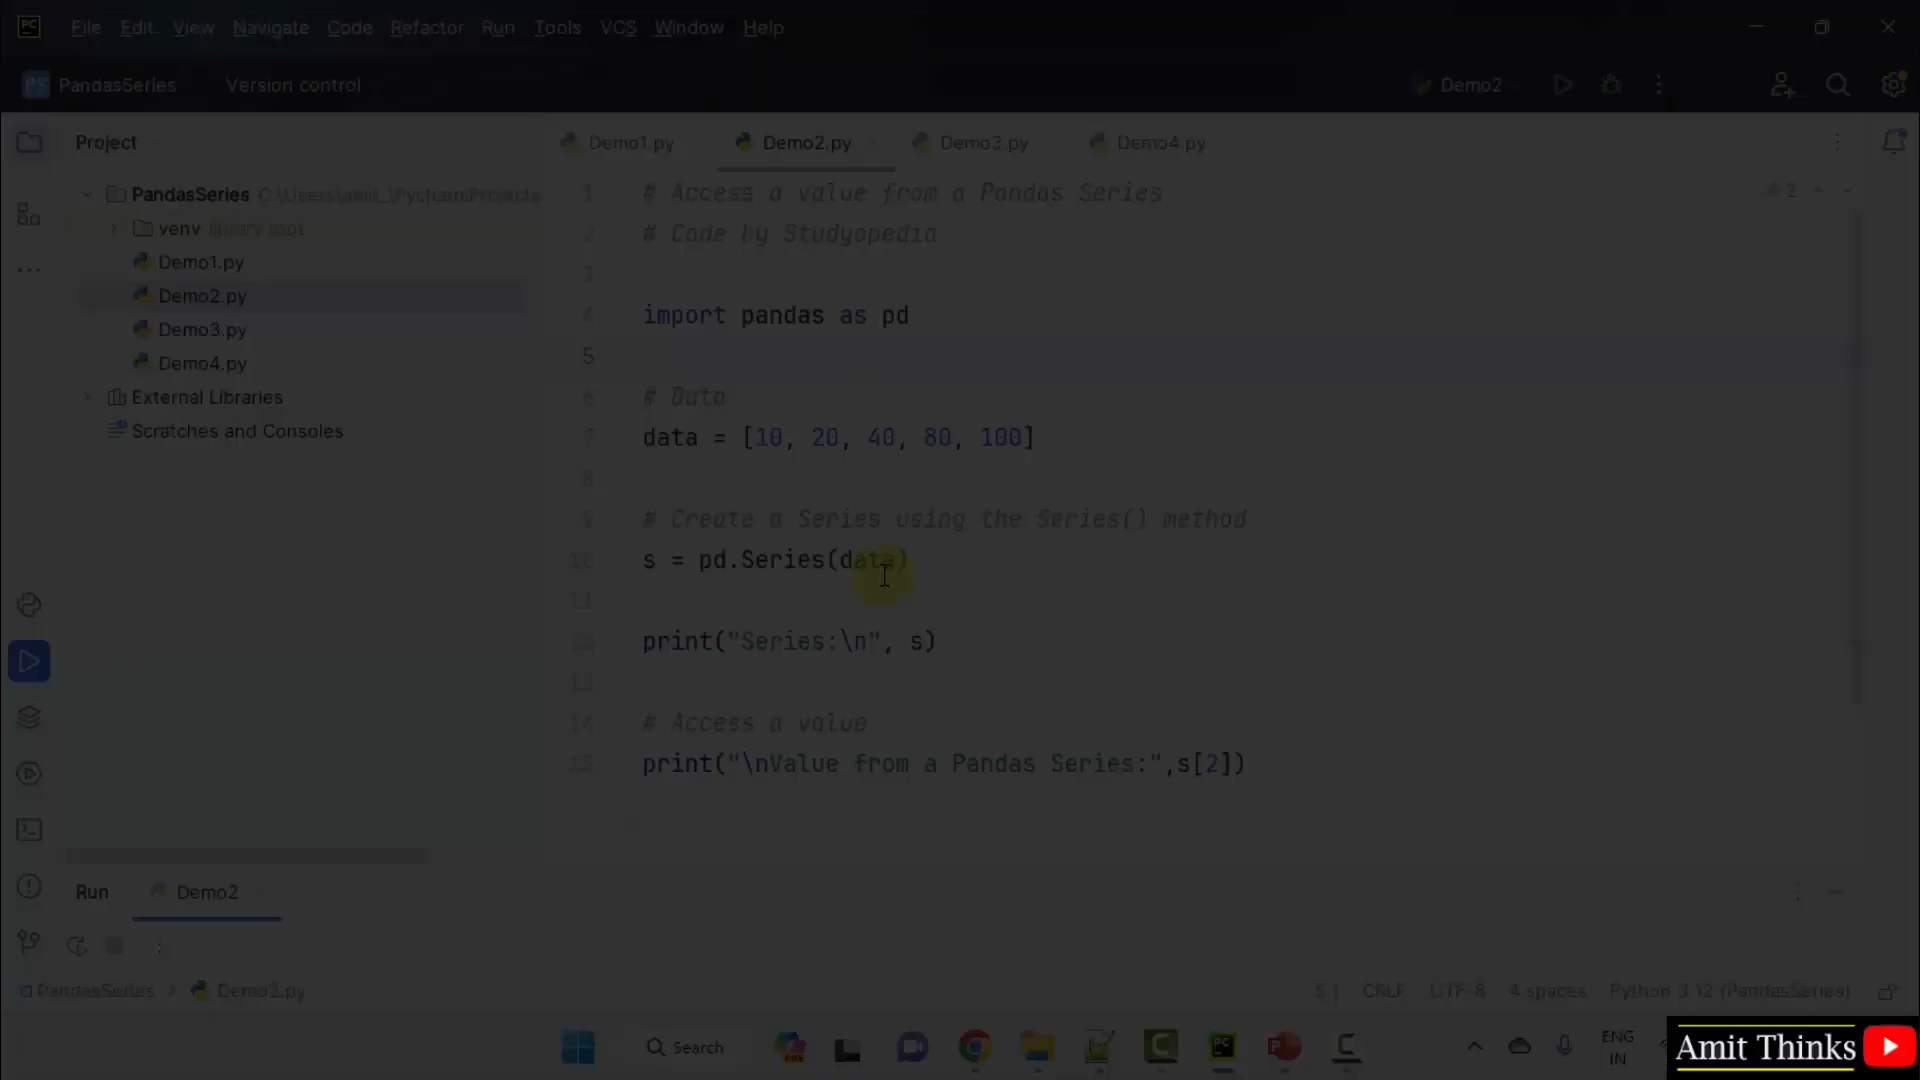 PC File Edit View Navigate Code Refactor Run Tools VCS Window Help
PS PandasSeries Version control Demo2
Project
Demo1.py Demo2.py Demo3.py Demo4.py
PandasSeries
venv library root
Demo1.py
Demo2.py
Demo3.py
Demo4.py
External Libraries
Scratches and Consoles
2
1 # Access a value from a Pandas Series
2 # Code by Studyopedia
3
4 import pandas as pd
5
6 # Data
7 data = [10, 20, 40, 80, 100]
8
9 # Create a Series using the Series() method
10 s = pd.Series(data)
11
12 print("Series:\n", s)
13
14 # Access a value
15 print("\nValue from a Pandas Series:",s[2])
Run Demo2
PandasSeries > Demo2.py
CRLF UTF-8 4 spaces Python 3.12 (PandasSeries)
Search
ENG
IN
Amit Thinks